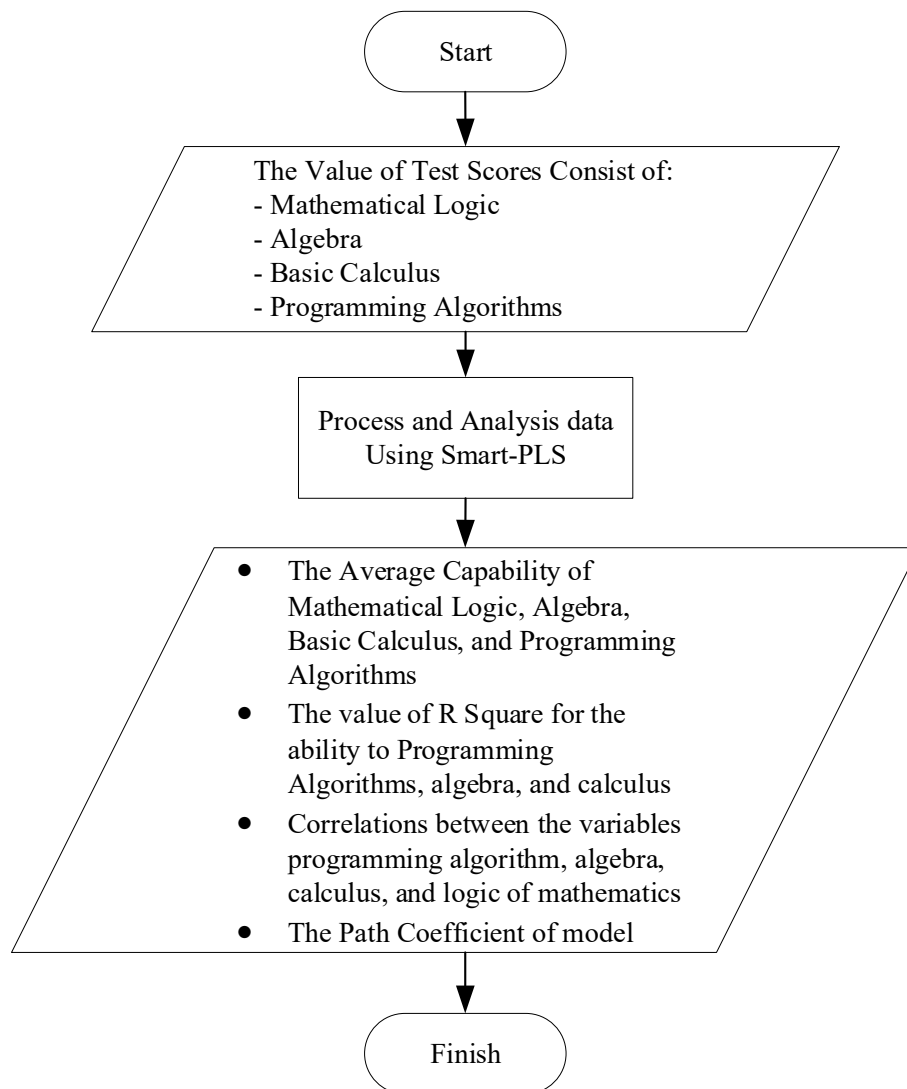 Start
The Value of Test Scores Consist of:
- Mathematical Logic
- Algebra
- Basic Calculus
- Programming Algorithms
Process and Analysis data
Using Smart-PLS
• The Average Capability of
Mathematical Logic, Algebra,
Basic Calculus, and Programming
Algorithms
• The value of R Square for the
ability to Programming
Algorithms, algebra, and calculus
• Correlations between the variables
programming algorithm, algebra,
calculus, and logic of mathematics
• The Path Coefficient of model
Finish